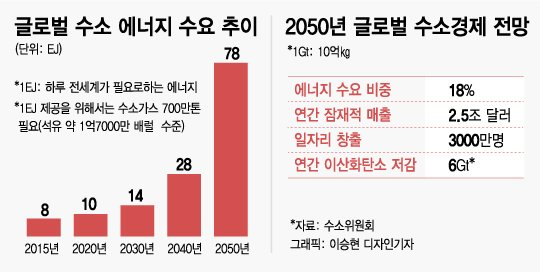 글로벌 수소 에너지 수요 추이
(단위: EJ)
*1EJ: 하루 전세계가 필요로하는 에너지
*1EJ 제공을 위해서는 수소가스 700만톤
필요(석유 약 1억7000만 배럴 수준)
8
10
14
28
78
2015년
2020년
2030년
2040년
2050년
2050년 글로벌 수소경제 전망
*1Gt: 10억kg
에너지 수요 비중 18%
연간 잠재적 매출 2.5조 달러
일자리 창출 3000만명
연간 이산화탄소 저감 6Gt*
*자료: 수소위원회
그래픽: 이승현 디자인기자